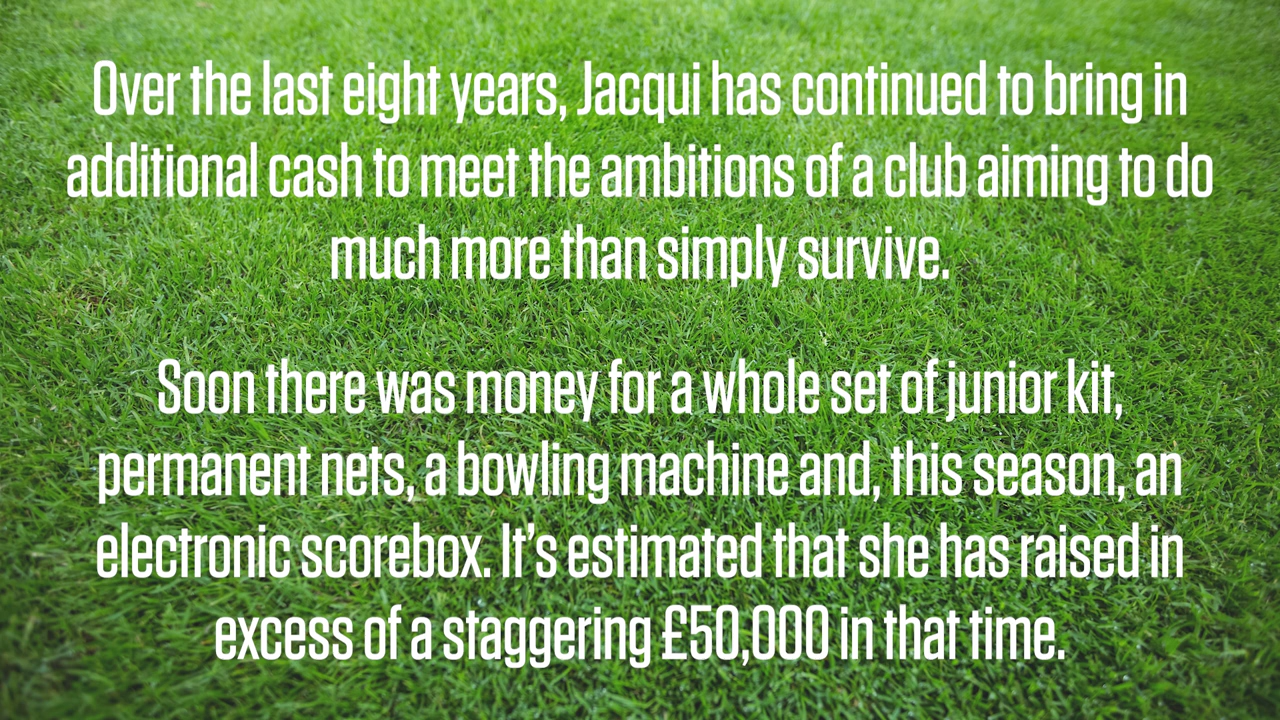 Over the last eight years, Jacqui has continued to bring in
additional cash to meet the ambitions of a club aiming to do
much more than simply survive.
Soon there was money for a whole set of junior kit,
permanent nets, a bowling machine and, this season, an
electronic scorebox. It’s estimated that she has raised in
excess of a staggering £50,000 in that time.